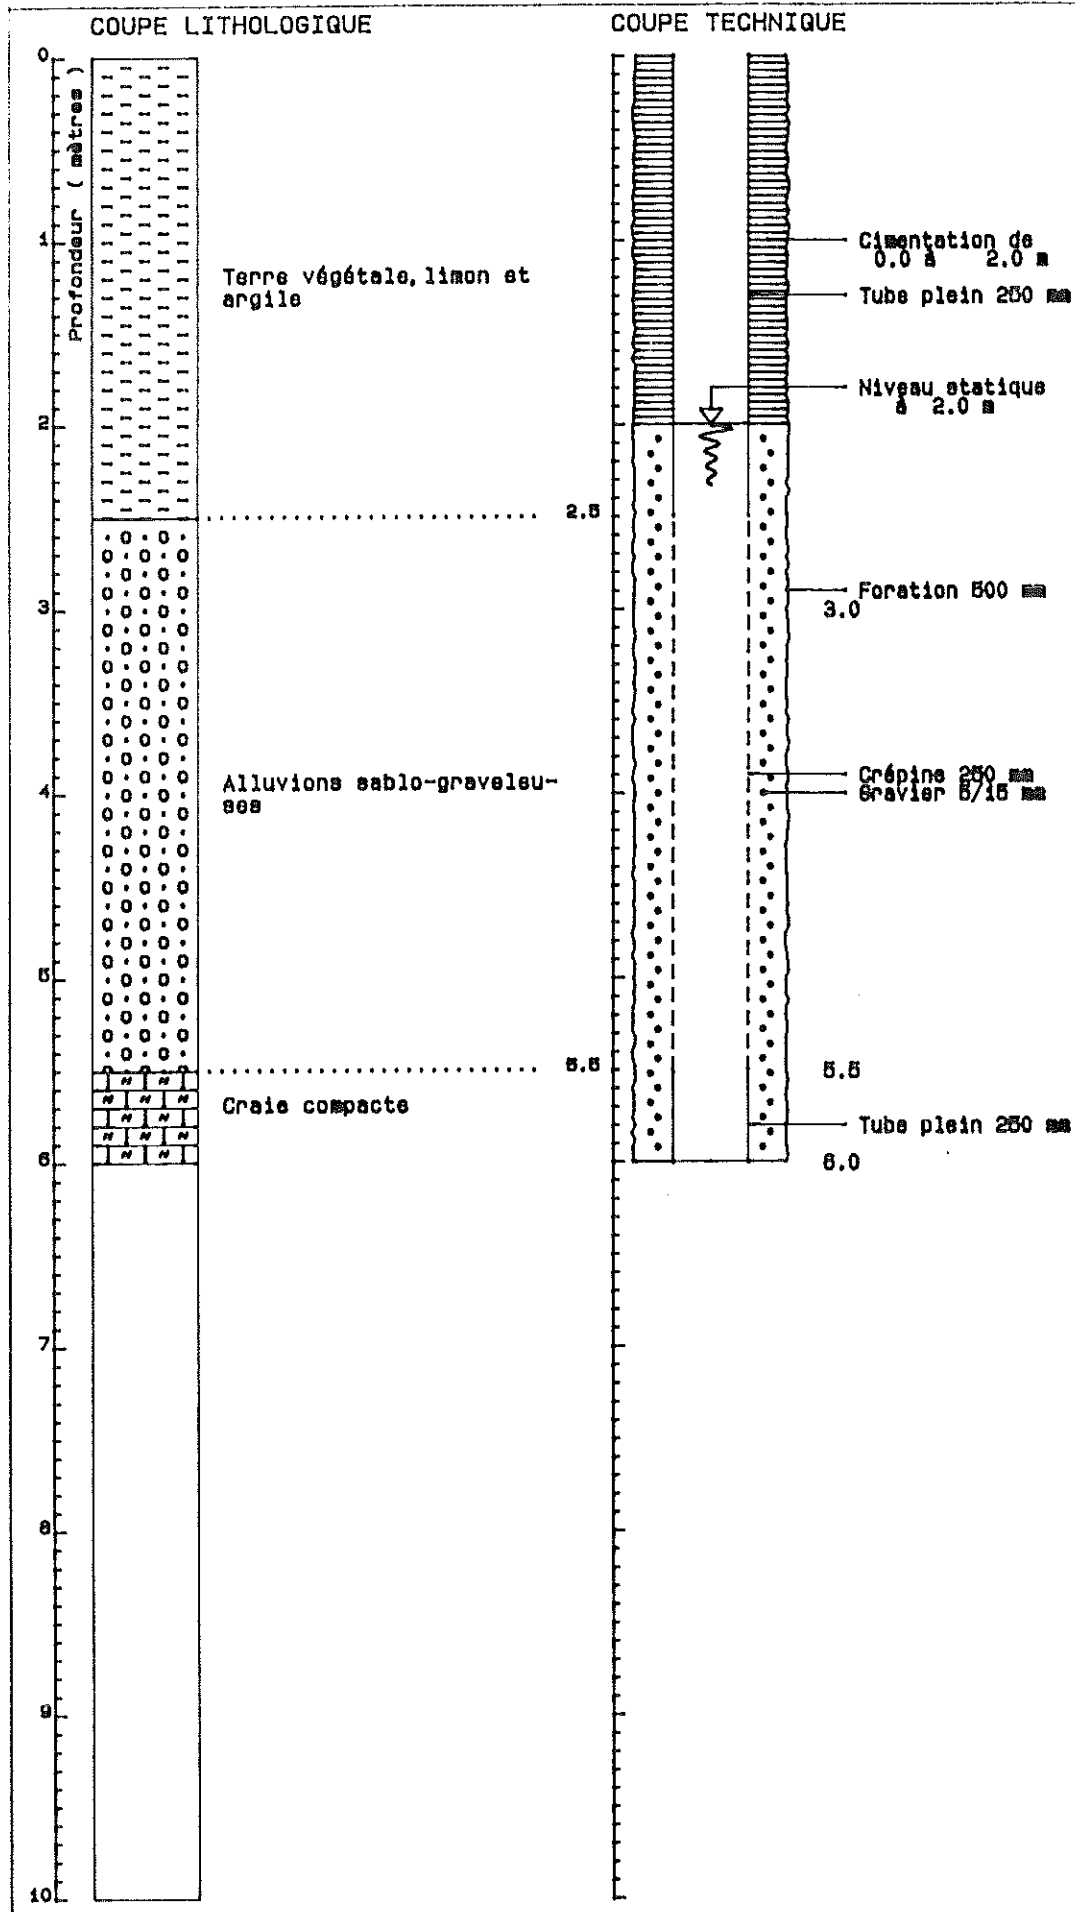 COUPE LITHOLOGIQUE
COUPE TECHNIQUE
Profondeur ( mètres )
0
1
2
3
4
5
6
7
8
9
10
Terre végétale, limon et
argile
2.5
Alluvions sablo-graveleu-
ses
5.5
Craie compacte
Cimentation de
0.0 à 2.0 m
Tube plein 250 mm
Niveau statique
à 2.0 m
Foration 500 mm
3.0
Crépine 250 mm
Gravier 5/15 mm
5.5
Tube plein 250 mm
6.0